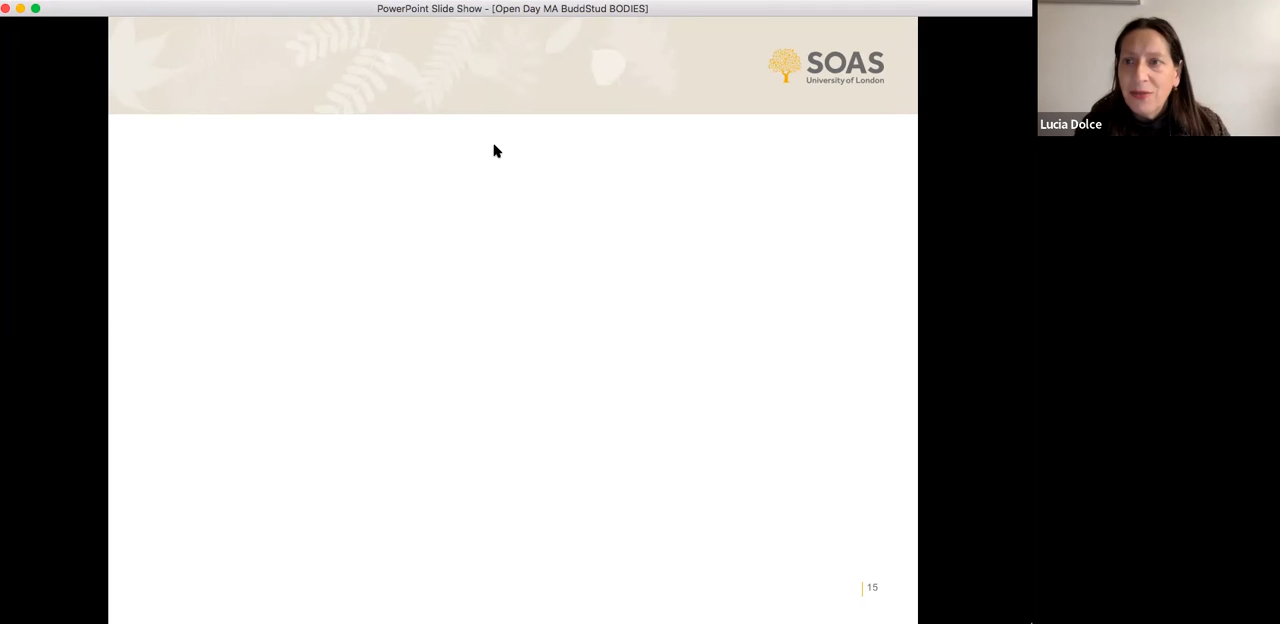 PowerPoint Slide Show - [Open Day MA BuddStud BODIES]
SOAS
University of London
Lucia Dolce
15